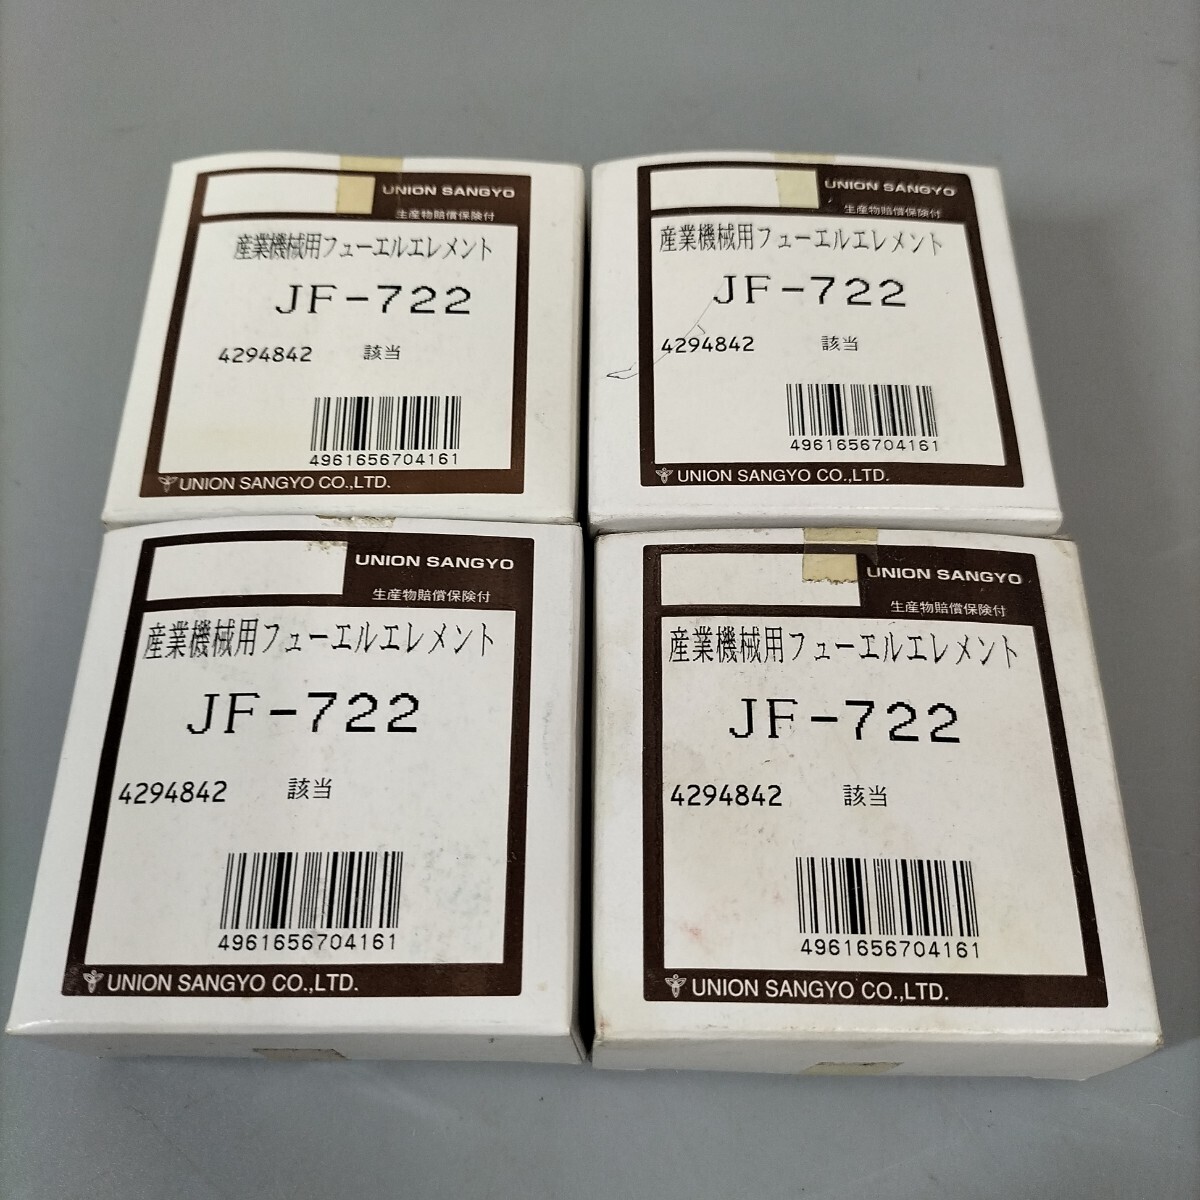 UNION SANGYO
生産物賠償保険付
産業機械用フューエルエレメント
JF-722
4294842 該当
4961656704161
UNION SANGYO CO.,LTD.
UNION SANGYO
生産物賠償保険付
産業機械用フューエルエレメント
JF-722
4294842 該当
4961656704161
UNION SANGYO CO.,LTD.
UNION SANGYO
生産物賠償保険付
産業機械用フューエルエレメント
JF-722
4294842 該当
4961656704161
UNION SANGYO CO.,LTD.
UNION SANGYO
生産物賠償保険付
産業機械用フューエルエレメント
JF-722
4294842 該当
4961656704161
UNION SANGYO CO.,LTD.